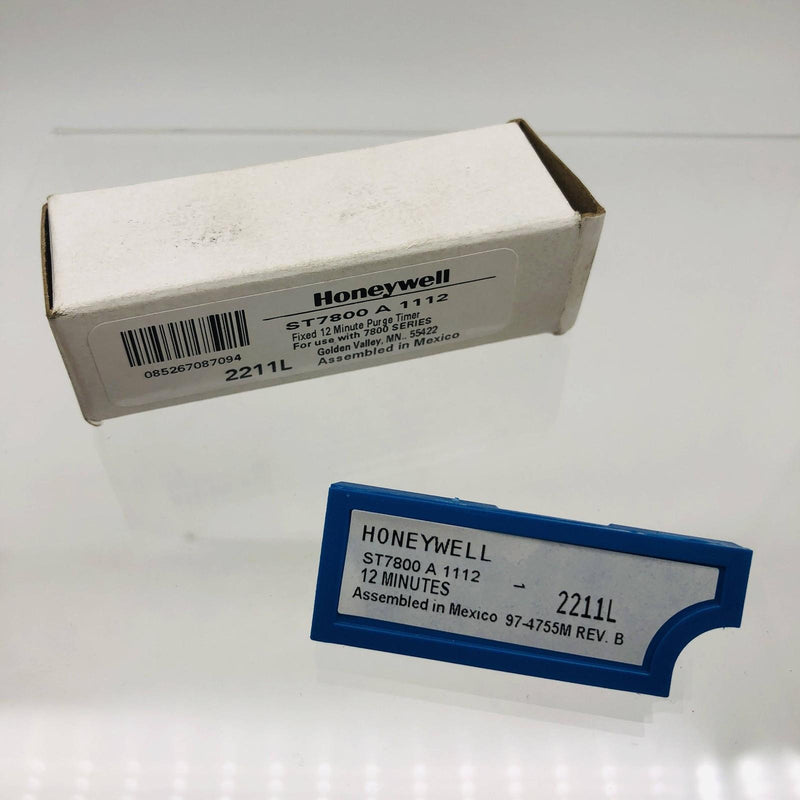 Honeywell
ST7800 A 1112
Fixed 12 Minute Purge Timer
For use with 7800 SERIES
Golden Valley, MN.. 55422
Assembled in Mexico
085267087094
2211L
HONEYWELL
ST7800 A 1112
12 MINUTES
2211L
Assembled in Mexico 97-4755M REV. B